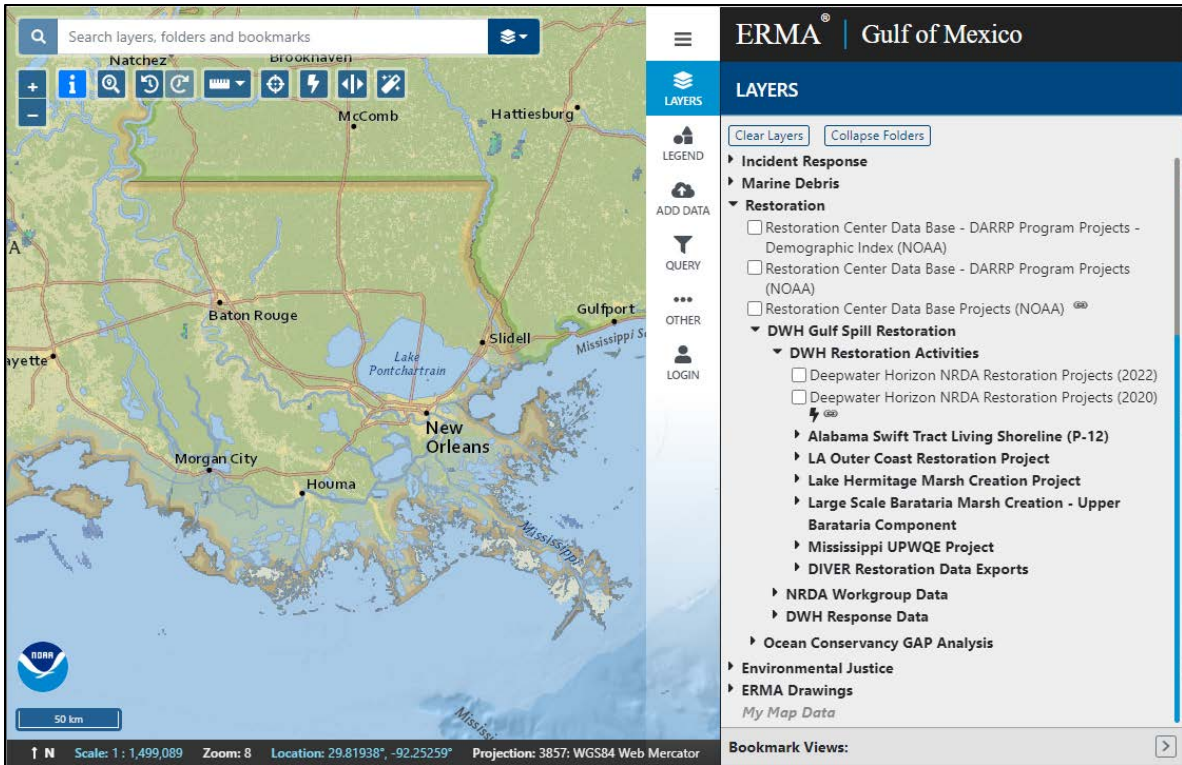 Search layers, folders and bookmarks
Natchez
Brookhaven
McComb
Hattiesburg
A
Baton Rouge
Gulfport
Slidell
Mississippi S
ayette
Lake
Pontchartrain
New
Orleans
Morgan City
Houma
Mississippi
Mississ
NOAA
50 km
↑ N Scale: 1 : 1,499,089 Zoom: 8 Location: 29.81938°, -92.25259° Projection: 3857: WGS84 Web Mercator
LAYERS
LEGEND
ADD DATA
QUERY
OTHER
LOGIN
ERMA® | Gulf of Mexico
LAYERS
Clear Layers Collapse Folders
Incident Response
Marine Debris
Restoration
Restoration Center Data Base - DARRP Program Projects -
Demographic Index (NOAA)
Restoration Center Data Base - DARRP Program Projects
(NOAA)
Restoration Center Data Base Projects (NOAA)
DWH Gulf Spill Restoration
DWH Restoration Activities
Deepwater Horizon NRDA Restoration Projects (2022)
Deepwater Horizon NRDA Restoration Projects (2020)
Alabama Swift Tract Living Shoreline (P-12)
LA Outer Coast Restoration Project
Lake Hermitage Marsh Creation Project
Large Scale Barataria Marsh Creation - Upper
Barataria Component
Mississippi UPWQE Project
DIVER Restoration Data Exports
NRDA Workgroup Data
DWH Response Data
Ocean Conservancy GAP Analysis
Environmental Justice
ERMA Drawings
My Map Data
Bookmark Views: